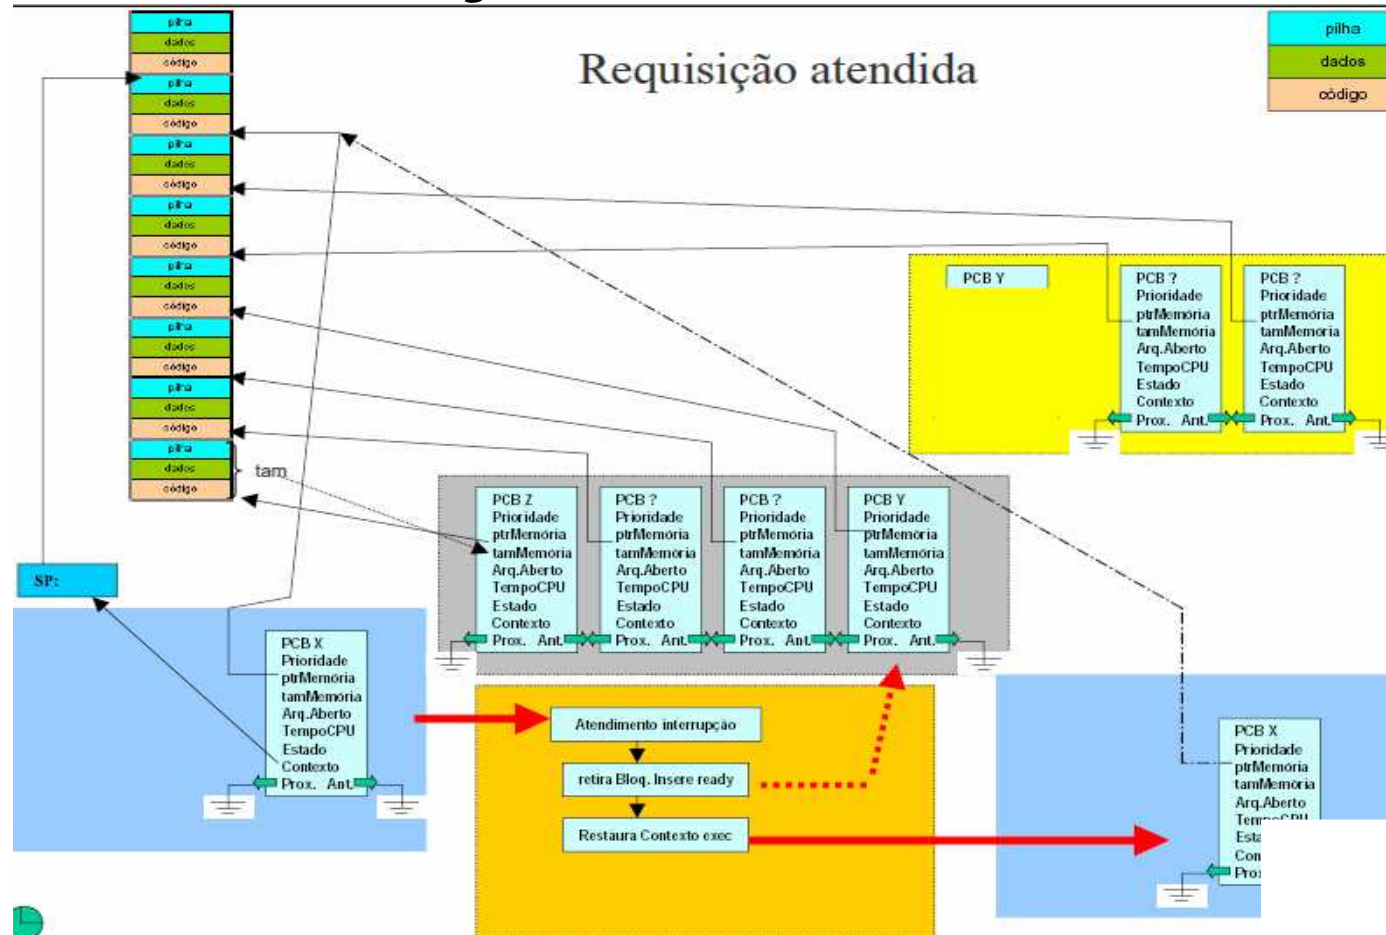 pilha
dados
código
pilha
dados
código
pilha
dados
código
pilha
dados
código
pilha
dados
código
pilha
dados
código
pilha
dados
código
pilha
dados
código
tam
Requisição atendida
pilha
dados
código
PCB Y
PCB ?
Prioridade
ptrMemória
tamMemória
Arq.Aberto
TempoCPU
Estado
Contexto
Prox. Ant.
PCB ?
Prioridade
ptrMemória
tamMemória
Arq.Aberto
TempoCPU
Estado
Contexto
Prox. Ant.
PCB Z
Prioridade
ptrMemória
tamMemória
Arq.Aberto
TempoCPU
Estado
Contexto
Prox. Ant.
PCB ?
Prioridade
ptrMemória
tamMemória
Arq.Aberto
TempoCPU
Estado
Contexto
Prox. Ant.
PCB ?
Prioridade
ptrMemória
tamMemória
Arq.Aberto
TempoCPU
Estado
Contexto
Prox. Ant.
PCB Y
Prioridade
ptrMemória
tamMemória
Arq.Aberto
TempoCPU
Estado
Contexto
Prox. Ant.
SP:
PCB X
Prioridade
ptrMemória
tamMemória
Arq.Aberto
TempoCPU
Estado
Contexto
Prox. Ant.
Atendimento interrupção
retira Bloq. Insere ready
Restaura Contexto exec
PCB X
Prioridade
ptrMemória
tamMemória
Arq.Aberto